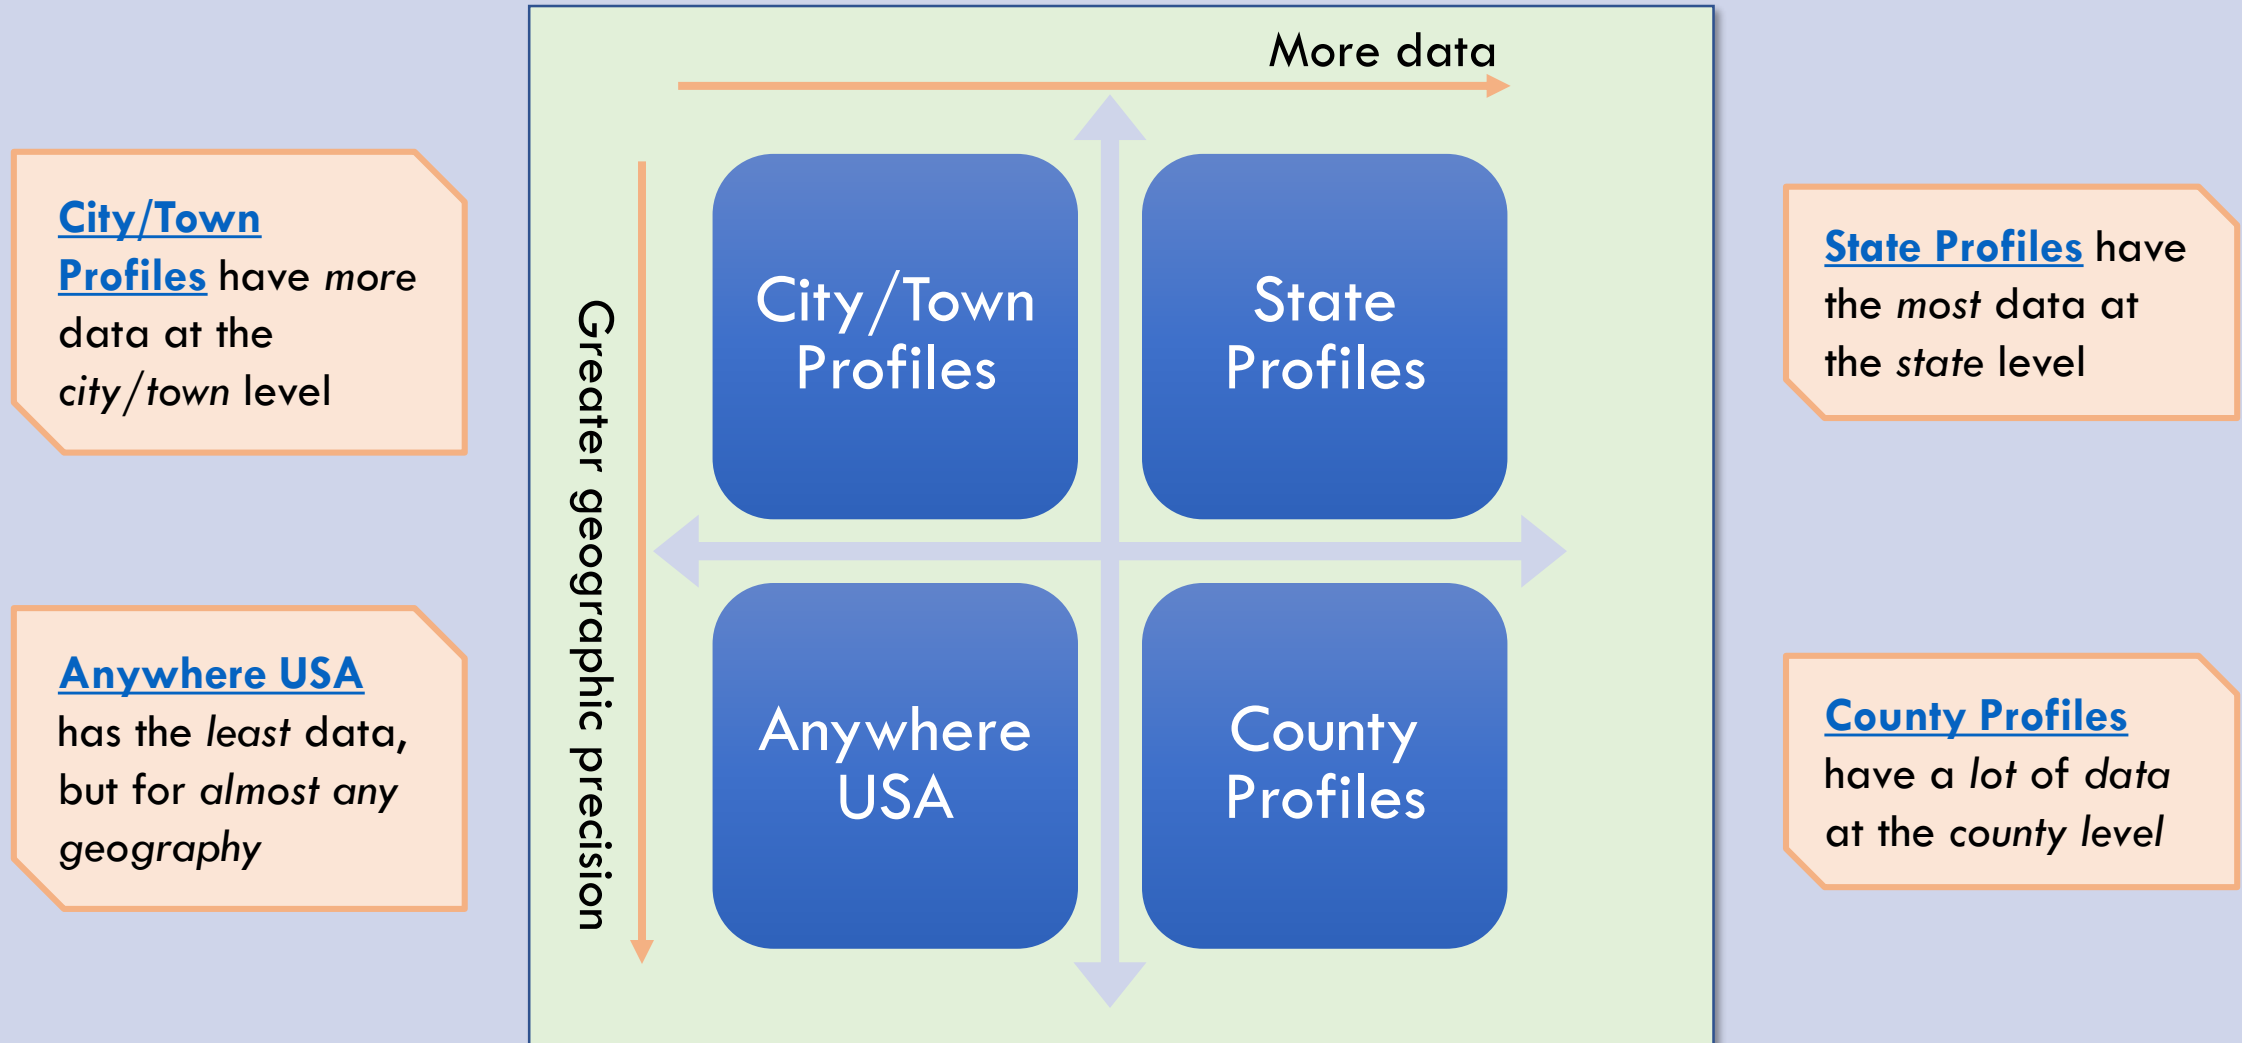 More data
Greater geographic precision
City/Town
Profiles have more
data at the
city/town level
City/Town
Profiles
State
Profiles
State Profiles have
the most data at
the state level
Anywhere USA
has the least data,
but for almost any
geography
Anywhere
USA
County
Profiles
County Profiles
have a lot of data
at the county level